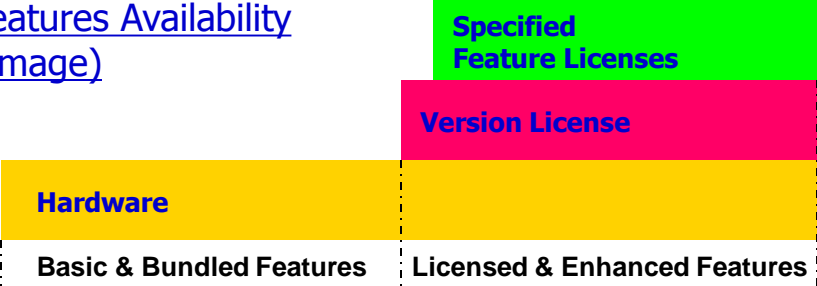 eatures Availability
mage)
Specified
Feature Licenses
Version License
Hardware
Basic & Bundled Features
Licensed & Enhanced Features